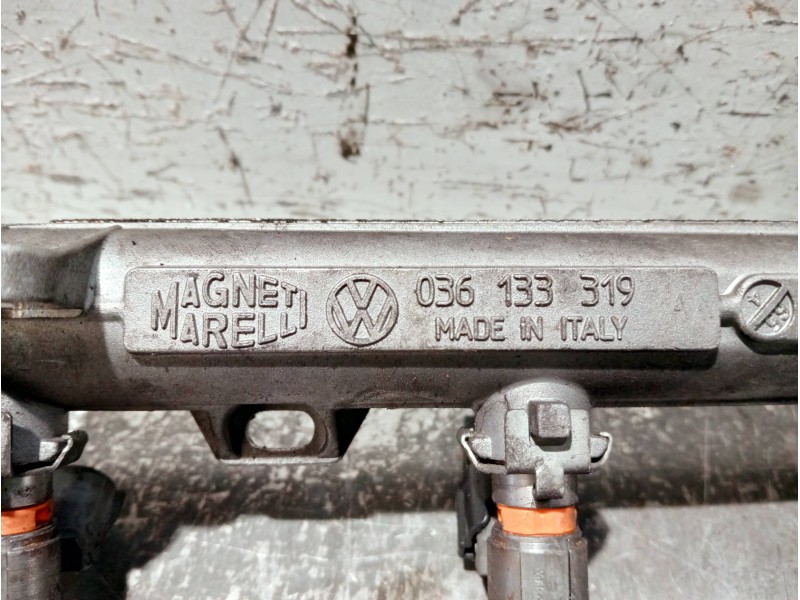 MAGNETI
MARELLI
036 133 319
MADE IN ITALY